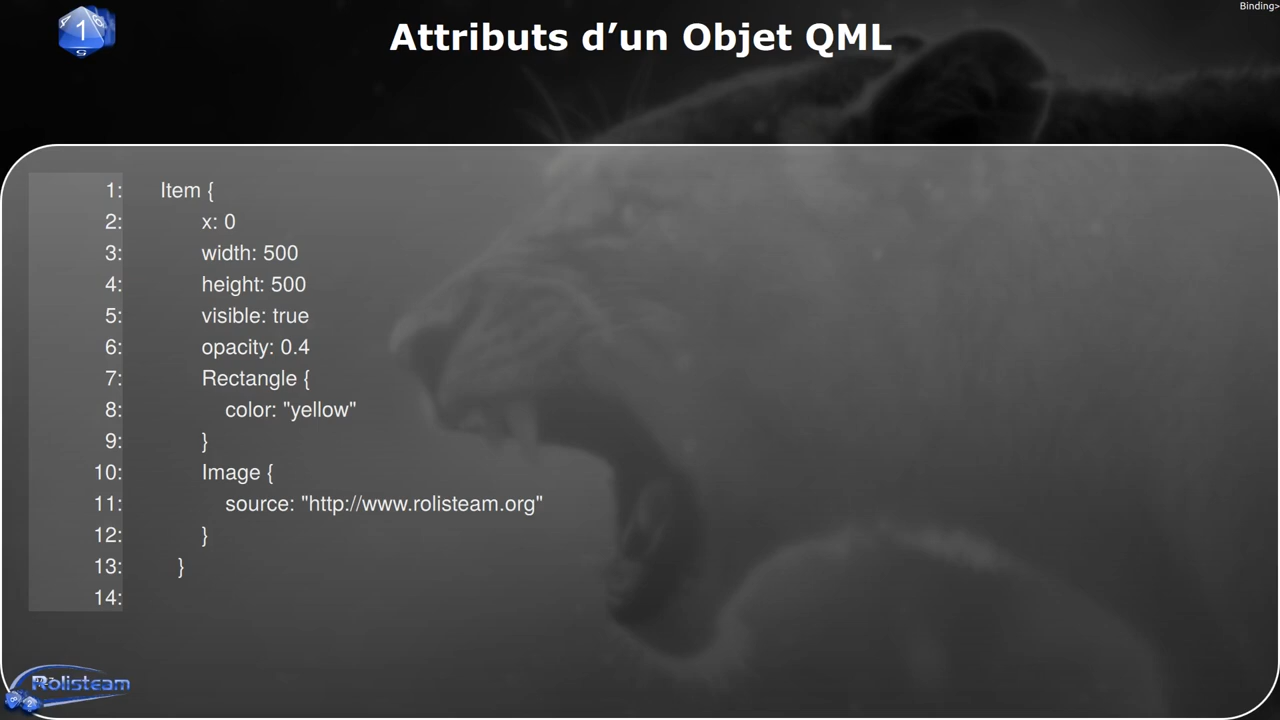 Binding>
Attributs d’un Objet QML
1: Item {
2: x: 0
3: width: 500
4: height: 500
5: visible: true
6: opacity: 0.4
7: Rectangle {
8: color: "yellow"
9: }
10: Image {
11: source: "http://www.rolisteam.org"
12: }
13: }
14:
Rolisteam